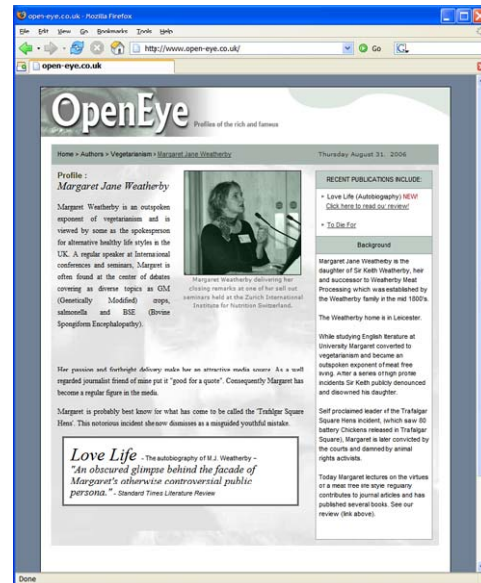 open-eye.co.uk - Mozilla Firefox
File Edit View Go Bookmarks Tools Help
http://www.open-eye.co.uk/
Go
open-eye.co.uk
OpenEye
Profiles of the rich and famous
Home > Authors > Vegetarianism > Margaret Jane Weatherby
Thursday August 31, 2006
Profile :
Margaret Jane Weatherby
Margaret Weatherby is an outspoken
exponent of vegetarianism and is
viewed by some as the spokesperson
for alternative healthy life styles in the
UK. A regular speaker at International
conferences and seminars, Margaret is
often found at the center of debates
covering as diverse topics as GM
(Genetically Modified) crops,
salmonella and BSE (Bovine
Spongiform Encephalopathy).
Margaret Weatherby delivering her
closing remarks at one of her sell out
seminars held at the Zurich International
Institute for Nutrition Switzerland.
Her passion and forthright delivery make her an attractive media source. As a well
regarded journalist friend of mine put it "good for a quote". Consequently Margaret has
become a regular figure in the media.
Margaret is probably best know for what has come to be called the 'Trafalgar Square
Hens'. This notorious incident she now dismisses as a misguided youthful mistake.
Love Life - The autobiography of M.J. Weatherby –
"An obscured glimpse behind the facade of
Margaret's otherwise controversial public
persona." - Standard Times Literature Review
RECENT PUBLICATIONS INCLUDE:
Love Life (Autobiography) NEW!
Click here to read our review!
To Die For
Background
Margaret Jane Weatherby is the
daughter of Sir Keith Weatherby, heir
and successor to Weatherby Meat
Processing which was established by
the Weatherby family in the mid 1800's.
The Weatherby home is in Leicester.
While studying English literature at
University Margaret converted to
vegetarianism and became an
outspoken exponent of meat free
living. After a series of high profile
incidents Sir Keith publicly denounced
and disowned his daughter.
Self proclaimed leader of the Trafalgar
Square Hens incident, (which saw 80
battery Chickens released in Trafalgar
Square), Margaret is later convicted by
the courts and damned by animal
rights activists.
Today Margaret lectures on the virtues
of a meat free life style regularly
contributes to journal articles and has
published several books. See our
review (link above).
Done